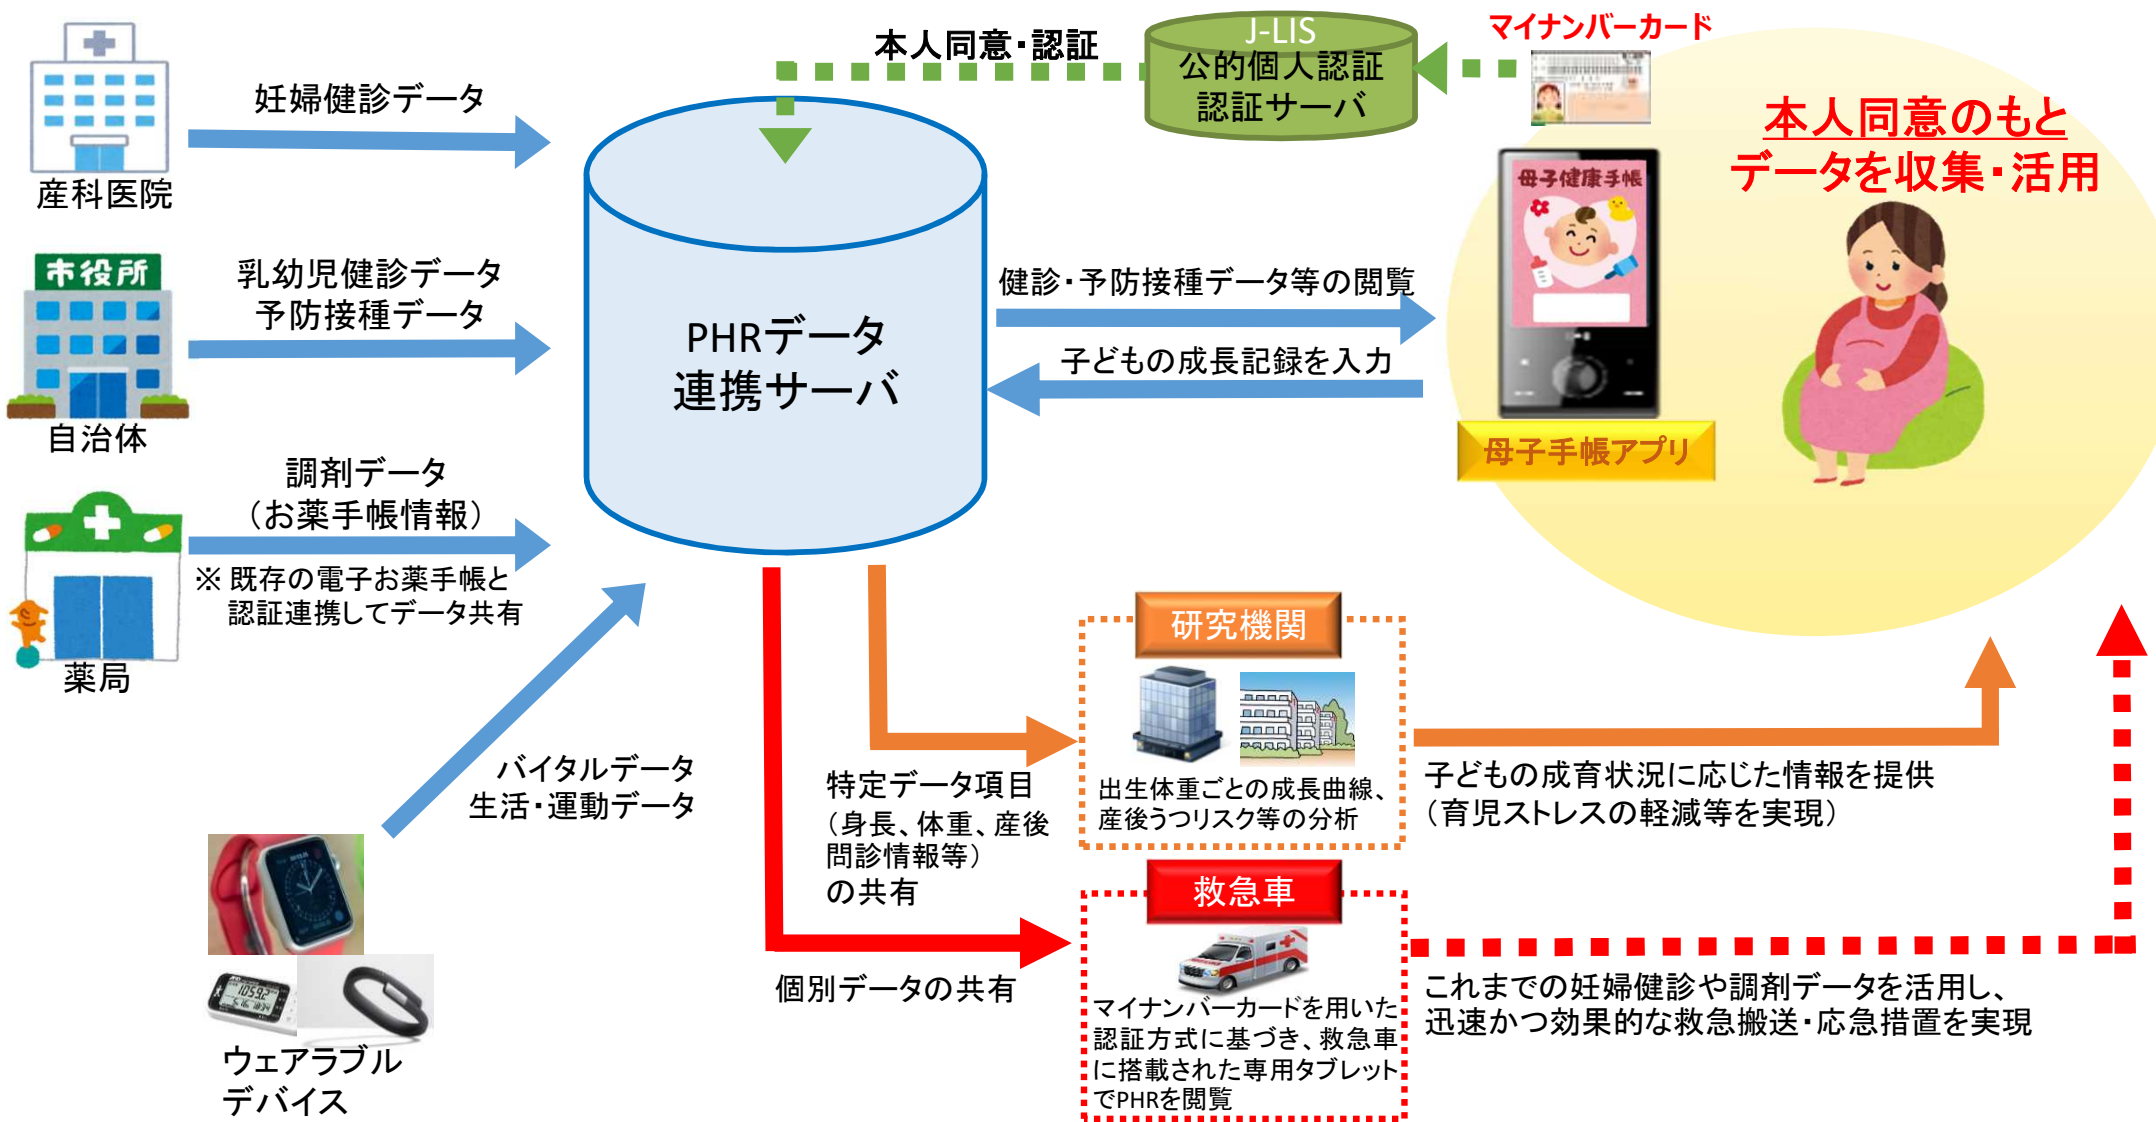 本人同意・認証
J-LIS
公的個人認証
認証サーバ
マイナンバーカード
本人同意のもと
データを収集・活用
妊婦健診データ
産科医院
市役所
乳幼児健診データ
予防接種データ
自治体
調剤データ
（お薬手帳情報）
※ 既存の電子お薬手帳と
認証連携してデータ共有
薬局
PHRデータ
連携サーバ
健診・予防接種データ等の閲覧
子どもの成長記録を入力
母子健康手帳
母子手帳アプリ
バイタルデータ
生活・運動データ
ウェアラブル
デバイス
特定データ項目
（身長、体重、産後
問診情報等）
の共有
研究機関
出生体重ごとの成長曲線、
産後うつリスク等の分析
子どもの成育状況に応じた情報を提供
（育児ストレスの軽減等を実現）
個別データの共有
救急車
マイナンバーカードを用いた
認証方式に基づき、救急車
に搭載された専用タブレット
でPHRを閲覧
これまでの妊婦健診や調剤データを活用し、
迅速かつ効果的な救急搬送・応急措置を実現